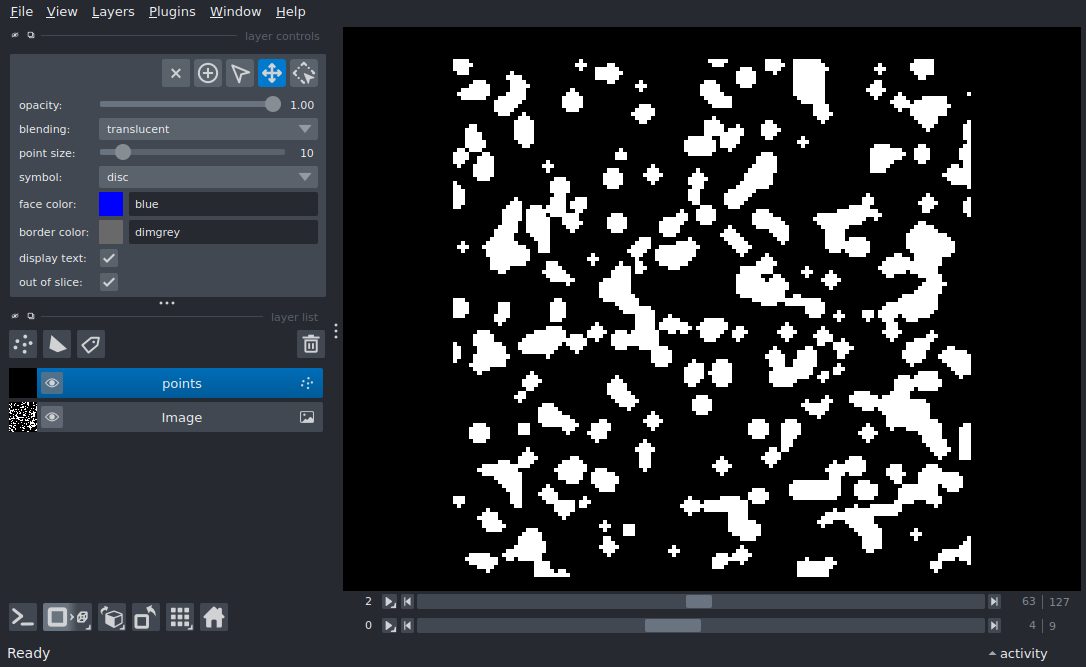 File View Layers Plugins Window Help
layer controls
opacity: 1.00
blending: translucent
point size: 10
symbol: disc
face color: blue
border color: dimgrey
display text:
out of slice:
layer list
points
Image
2 63 | 127
0 4 | 9
Ready activity